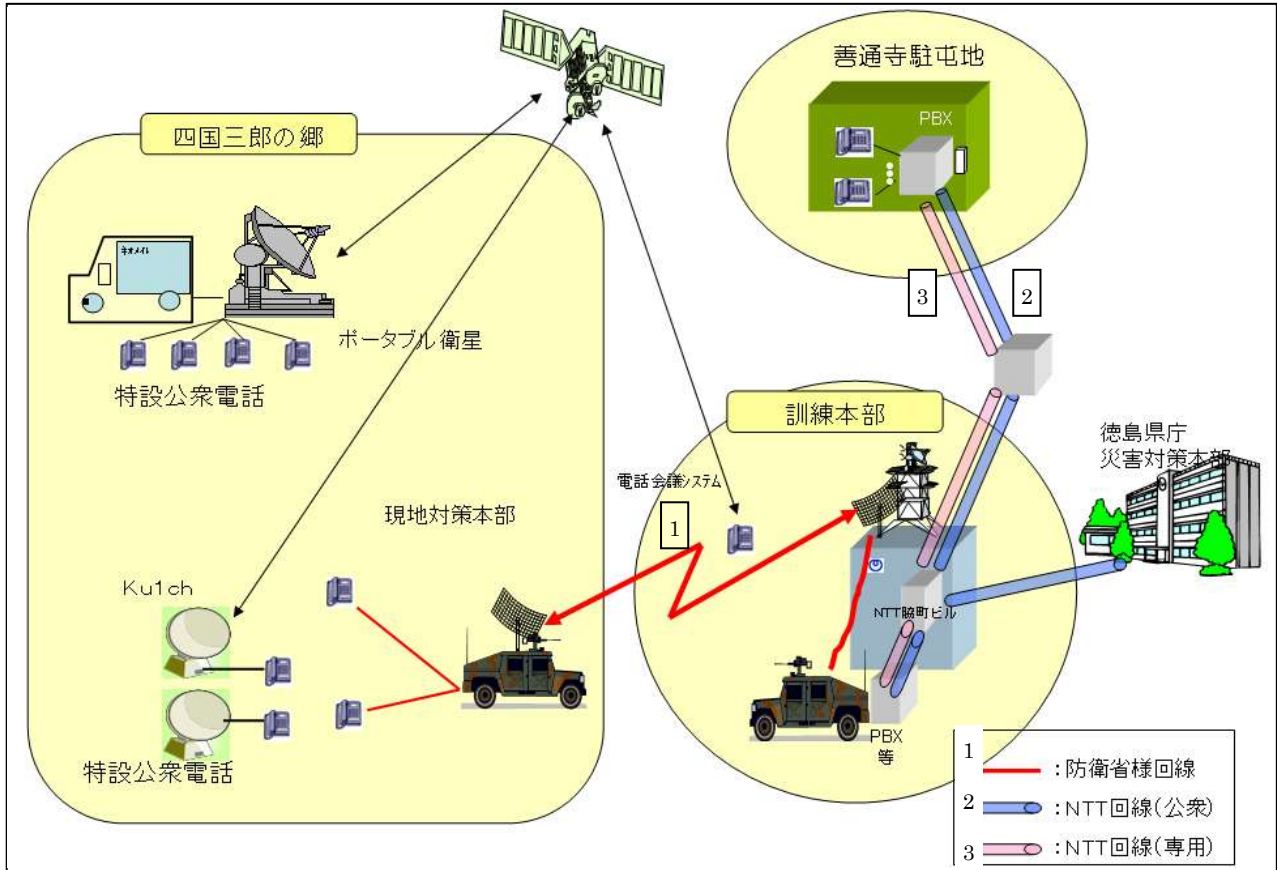 善通寺駐屯地
PBX
四国三郎の郷
ネオメイト
ポータブル衛星
特設公衆電話
3
2
訓練本部
徳島県庁
災害対策本部
電話会議システム
1
現地対策本部
Ku1ch
NTT脇町ビル
特設公衆電話
PBX
等
1
:防衛省様回線
2
:NTT回線(公衆)
3
:NTT回線(専用)